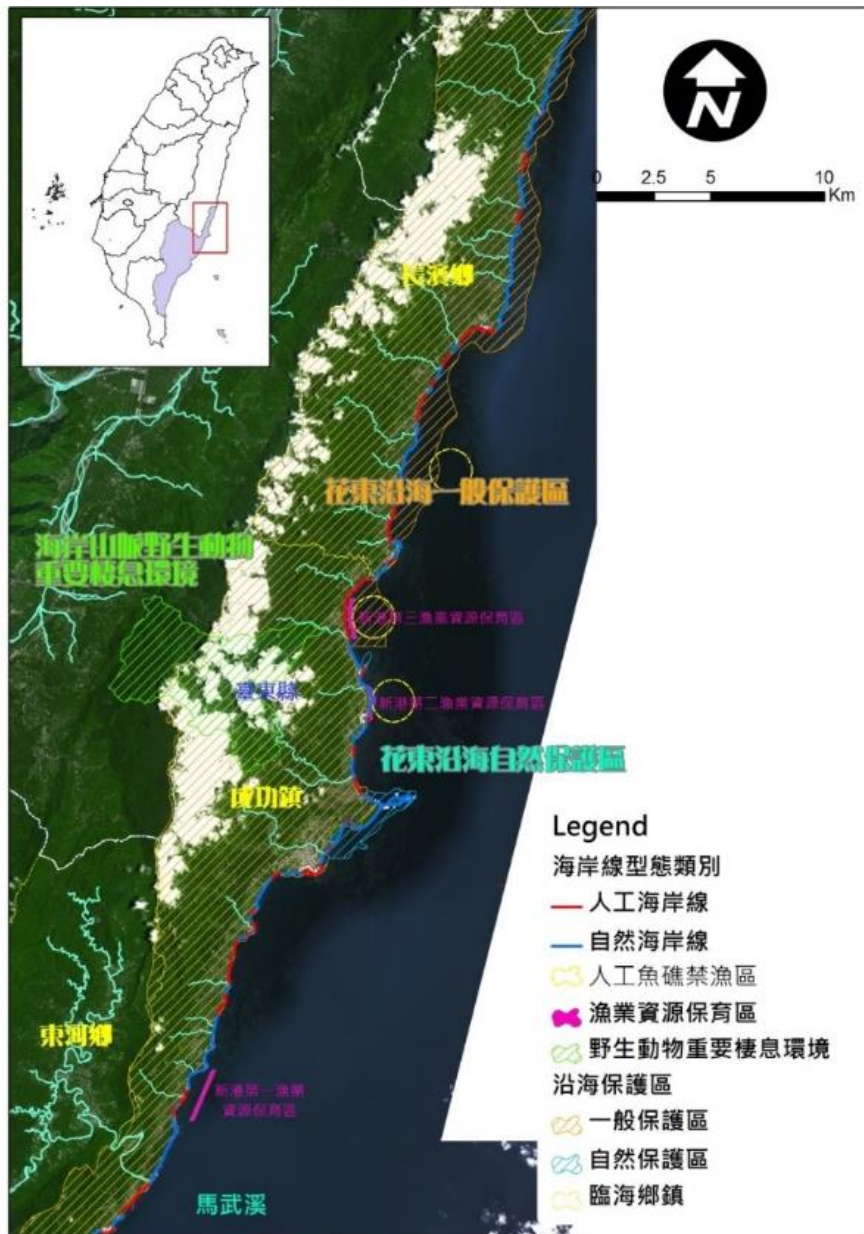 N
0 2.5 5 10
Km
長濱鄉
花東沿海一般保護區
海岸山脈野生動物
重要棲息環境
新港第三漁業資源保育區
臺東縣
新港第二漁業資源保育區
花東沿海自然保護區
成功鎮
東河鄉
新港第一漁業
資源保育區
馬武溪
Legend
海岸線型態類別
人工海岸線
自然海岸線
人工魚礁禁漁區
漁業資源保育區
野生動物重要棲息環境
沿海保護區
一般保護區
自然保護區
臨海鄉鎮